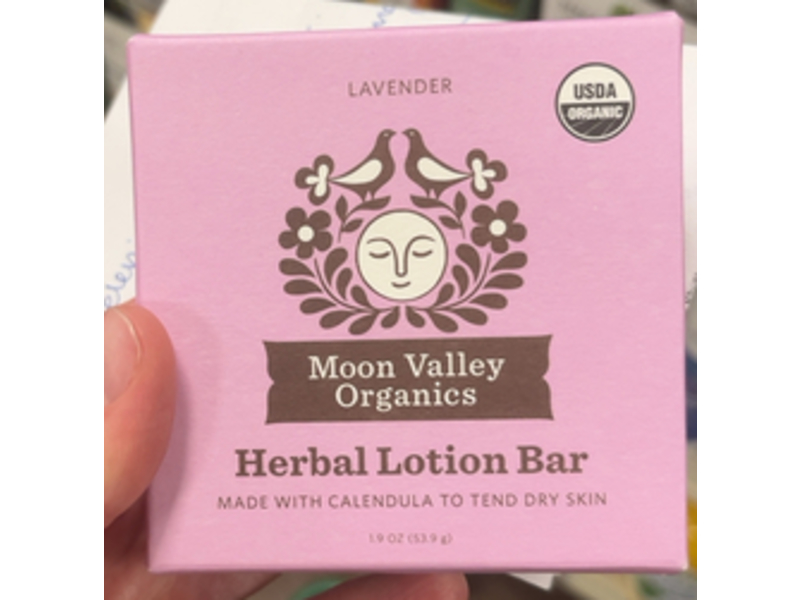 LAVENDER
USDA
ORGANIC
Moon Valley
Organics
Herbal Lotion Bar
MADE WITH CALENDULA TO TEND DRY SKIN
1.9 OZ (53.9 g)